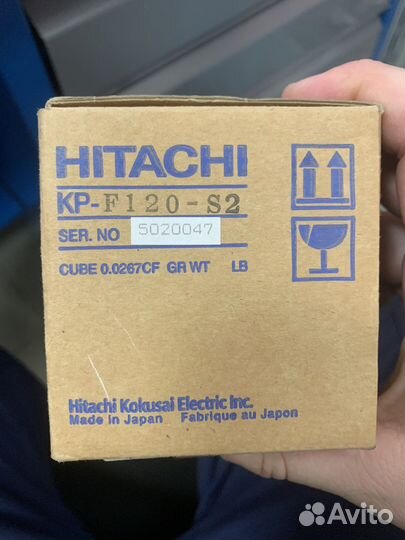 HITACHI
KP-F120-S2
SER. NO 5020047
CUBE 0.0267CF GR WT LB
Hitachi Kokusai Electric Inc.
Made in Japan Fabrique au Japon
Avito